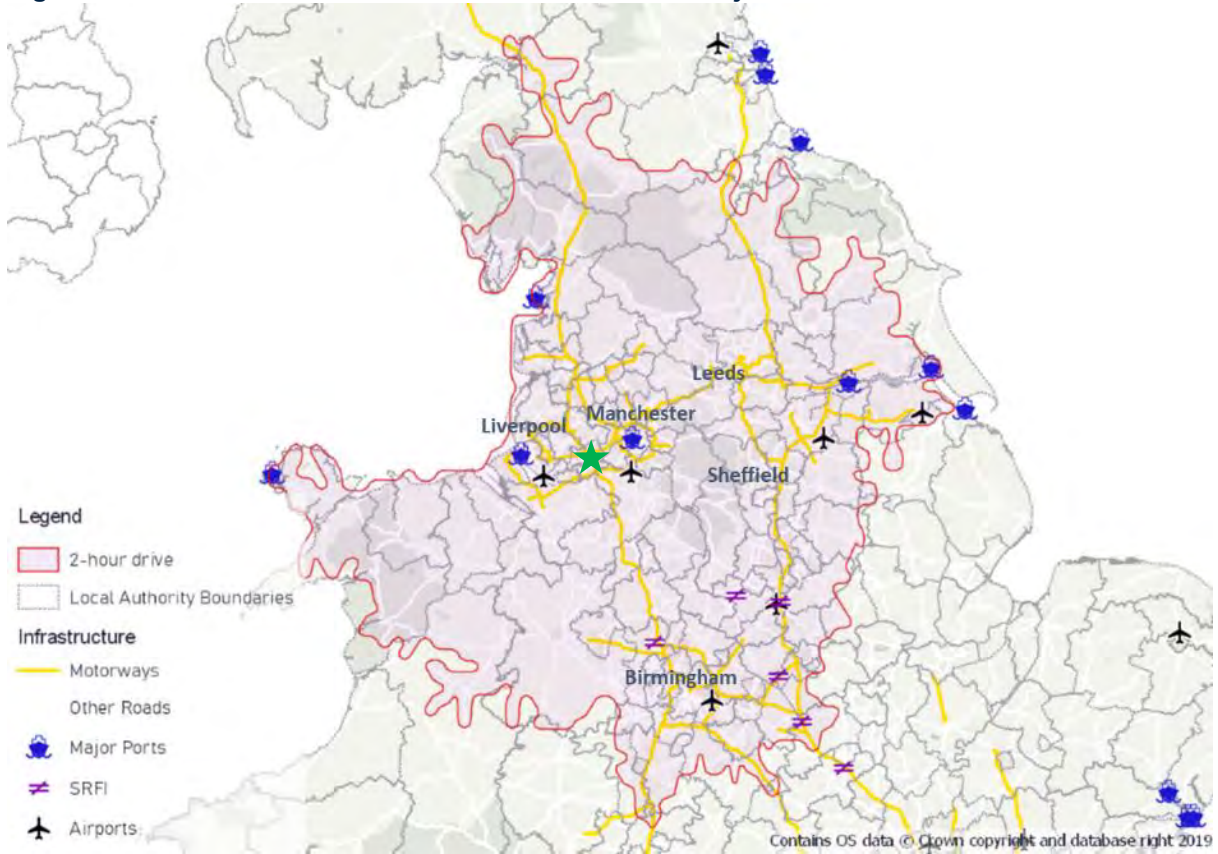 Leeds
Manchester
Liverpool
Sheffield
Birmingham
Legend
2-hour drive
Local Authority Boundaries
Infrastructure
Motorways
Other Roads
Major Ports
SRFI
Airports
Contains OS data © Crown copyright and database right 2019